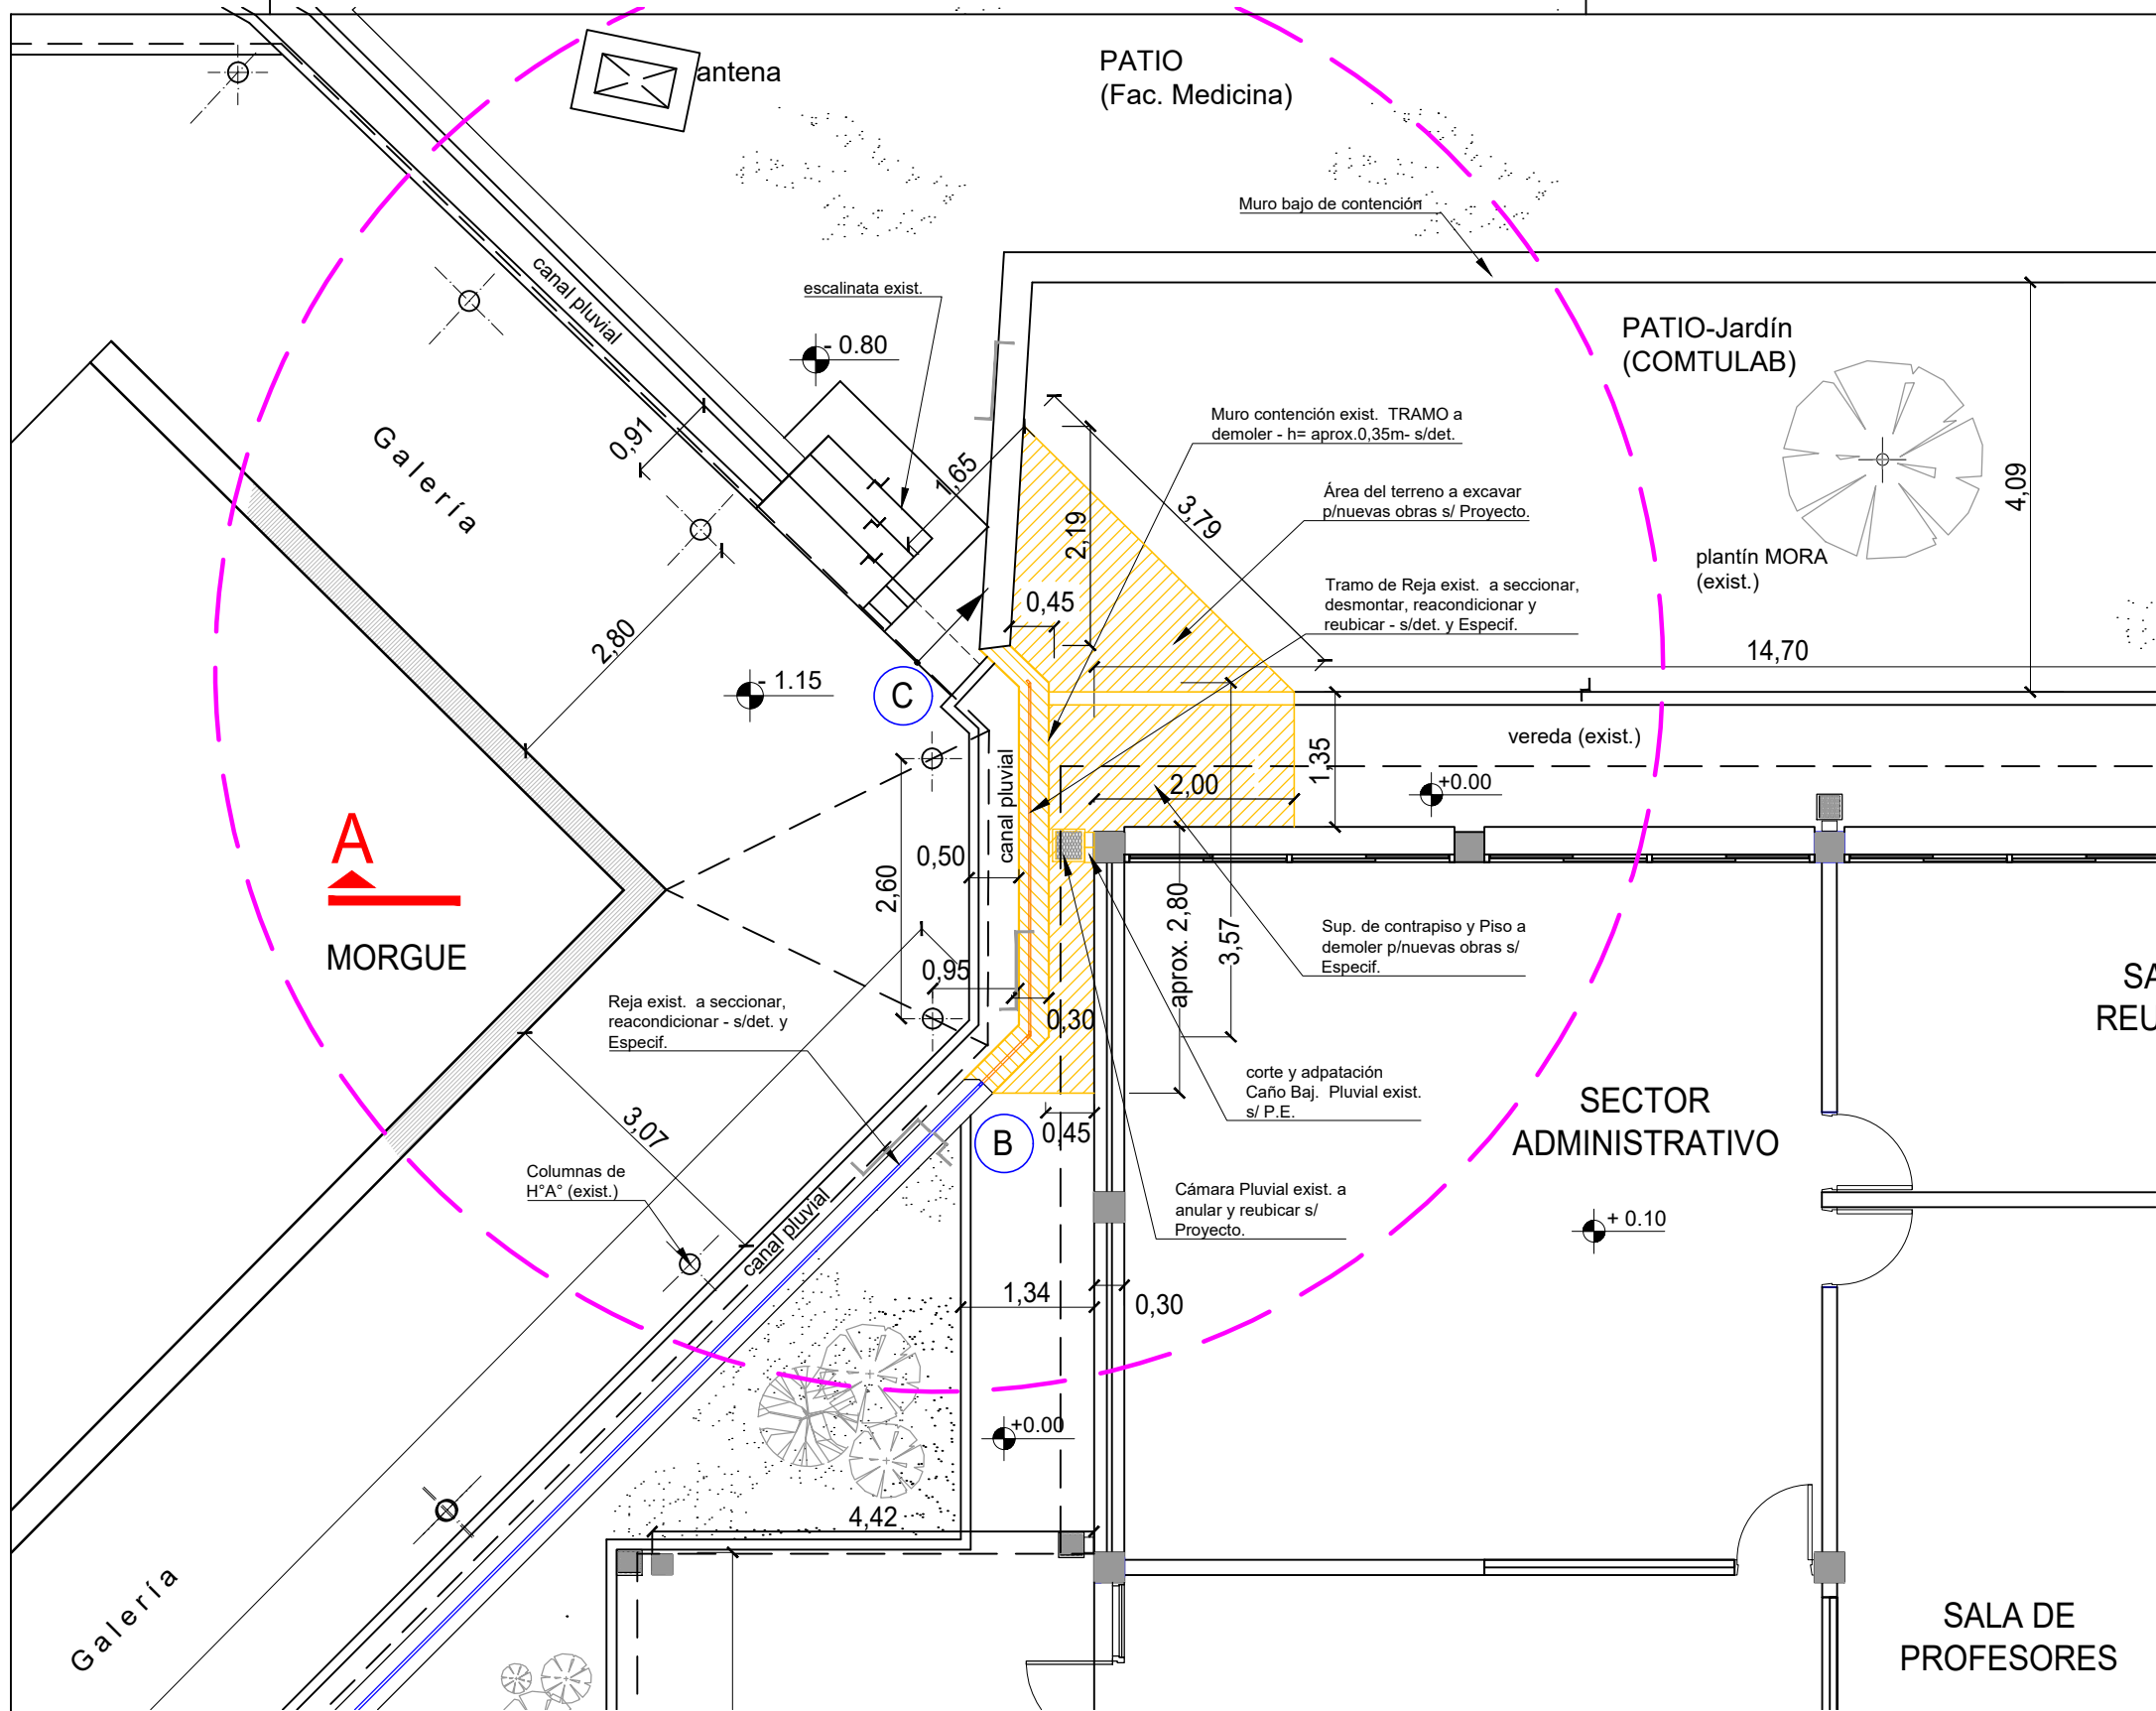 antena
PATIO
(Fac. Medicina)
Muro bajo de contención
canal pluvial
escalinata exist.
- 0.80
PATIO-Jardín
(COMTULAB)
Galería
0,91
1,65
Muro contención exist. TRAMO a
demoler - h= aprox.0,35m- s/det.
Área del terreno a excavar
p/nuevas obras s/ Proyecto.
3,79
2,19
4,09
plantín MORA
(exist.)
Tramo de Reja exist. a seccionar,
desmontar, reacondicionar y
reubicar - s/det. y Especif.
0,45
2,80
14,70
- 1.15
C
vereda (exist.)
1,35
canal pluvial
2,00
+0.00
A
MORGUE
0,50
2,60
aprox. 2,80
3,57
Sup. de contrapiso y Piso a
demoler p/nuevas obras s/
Especif.
0,95
0,30
SA
REU
Reja exist. a seccionar,
reacondicionar - s/det. y
Especif.
corte y adpatación
Caño Baj. Pluvial exist.
s/ P.E.
SECTOR
ADMINISTRATIVO
3,07
B
0,45
Columnas de
H°A° (exist.)
canal pluvial
Cámara Pluvial exist. a
anular y reubicar s/
Proyecto.
+ 0.10
1,34
0,30
+0.00
4,42
Galería
SALA DE
PROFESORES